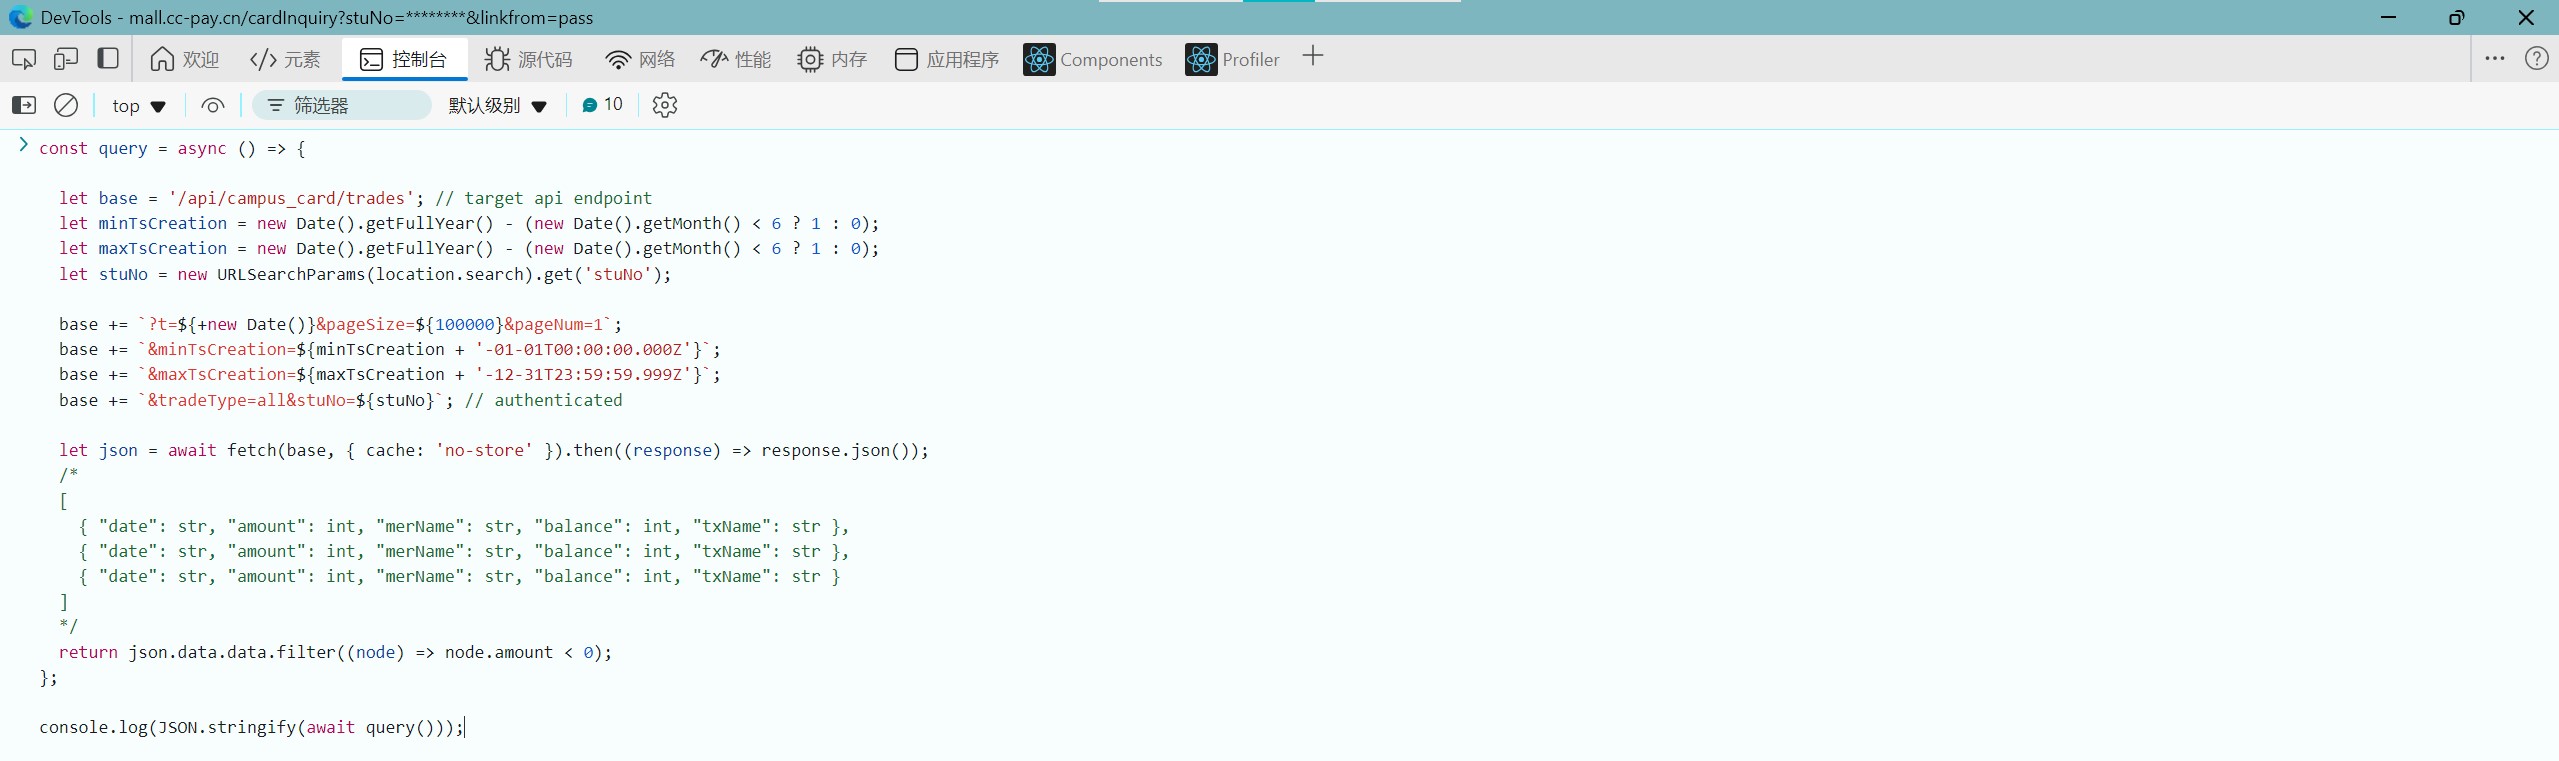 DevTools - mall.cc-pay.cn/cardInquiry?stuNo=********&linkfrom=pass
欢迎 </> 元素 控制台 源代码 网络 性能 内存 应用程序 Components Profiler
top 筛选器 默认级别 10
const query = async () => {
let base = '/api/campus_card/trades'; // target api endpoint
let minTsCreation = new Date().getFullYear() - (new Date().getMonth() < 6 ? 1 : 0);
let maxTsCreation = new Date().getFullYear() - (new Date().getMonth() < 6 ? 1 : 0);
let stuNo = new URLSearchParams(location.search).get('stuNo');
base += `?t=${+new Date()}&pageSize=${100000}&pageNum=1`;
base += `&minTsCreation=${minTsCreation + '-01-01T00:00:00.000Z'}`;
base += `&maxTsCreation=${maxTsCreation + '-12-31T23:59:59.999Z'}`;
base += `&tradeType=all&stuNo=${stuNo}`; // authenticated
let json = await fetch(base, { cache: 'no-store' }).then((response) => response.json());
/*
[
{ "date": str, "amount": int, "merName": str, "balance": int, "txName": str },
{ "date": str, "amount": int, "merName": str, "balance": int, "txName": str },
{ "date": str, "amount": int, "merName": str, "balance": int, "txName": str }
]
*/
return json.data.data.filter((node) => node.amount < 0);
};
console.log(JSON.stringify(await query()));